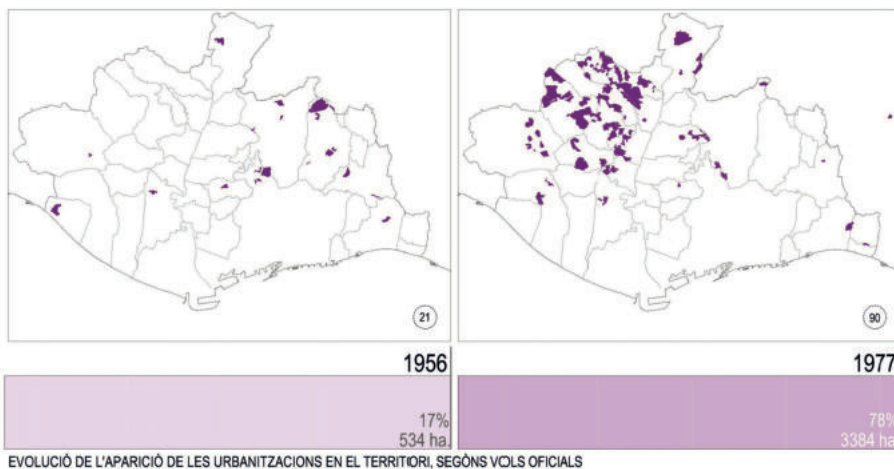 21
90
1956
1977
17%
534 ha.
78%
3384 ha.
EVOLUCIÓ DE L'APARICIÓ DE LES URBANITZACIONS EN EL TERRITORI, SEGÒNS VOLS OFICIALS